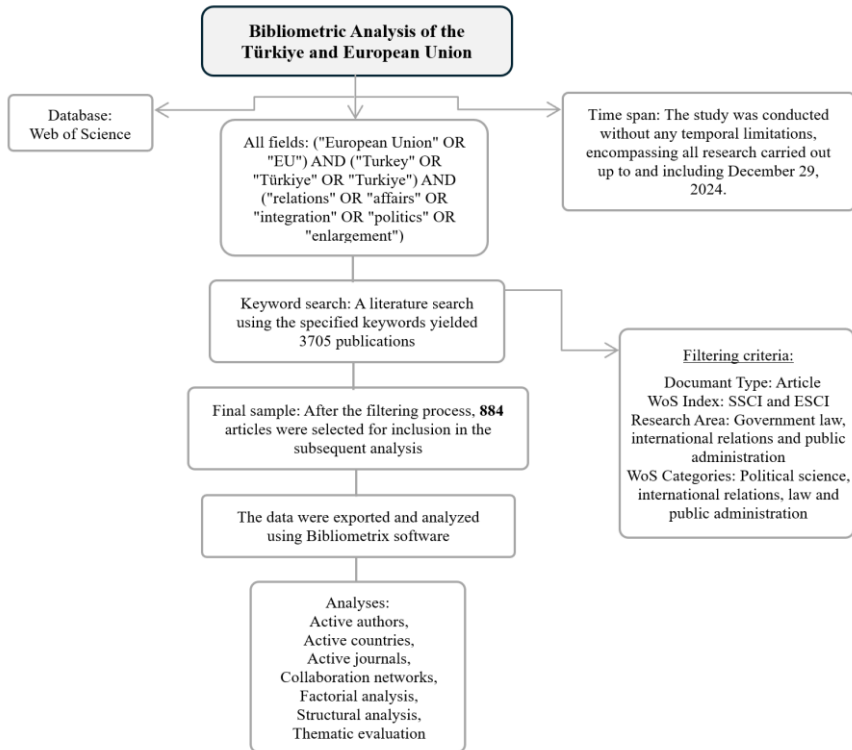 Bibliometric Analysis of the
Türkiye and European Union
Database:
Web of Science
All fields: ("European Union" OR
"EU") AND ("Turkey" OR
"Türkiye" OR "Turkiye") AND
("relations" OR "affairs" OR
"integration" OR "politics" OR
"enlargement")
Time span: The study was conducted
without any temporal limitations,
encompassing all research carried out
up to and including December 29,
2024.
Keyword search: A literature search
using the specified keywords yielded
3705 publications
Filtering criteria:
Documant Type: Article
WoS Index: SSCI and ESCI
Research Area: Government law,
international relations and public
administration
WoS Categories: Political science,
international relations, law and
public administration
Final sample: After the filtering process, 884
articles were selected for inclusion in the
subsequent analysis
The data were exported and analyzed
using Bibliometrix software
Analyses:
Active authors,
Active countries,
Active journals,
Collaboration networks,
Factorial analysis,
Structural analysis,
Thematic evaluation